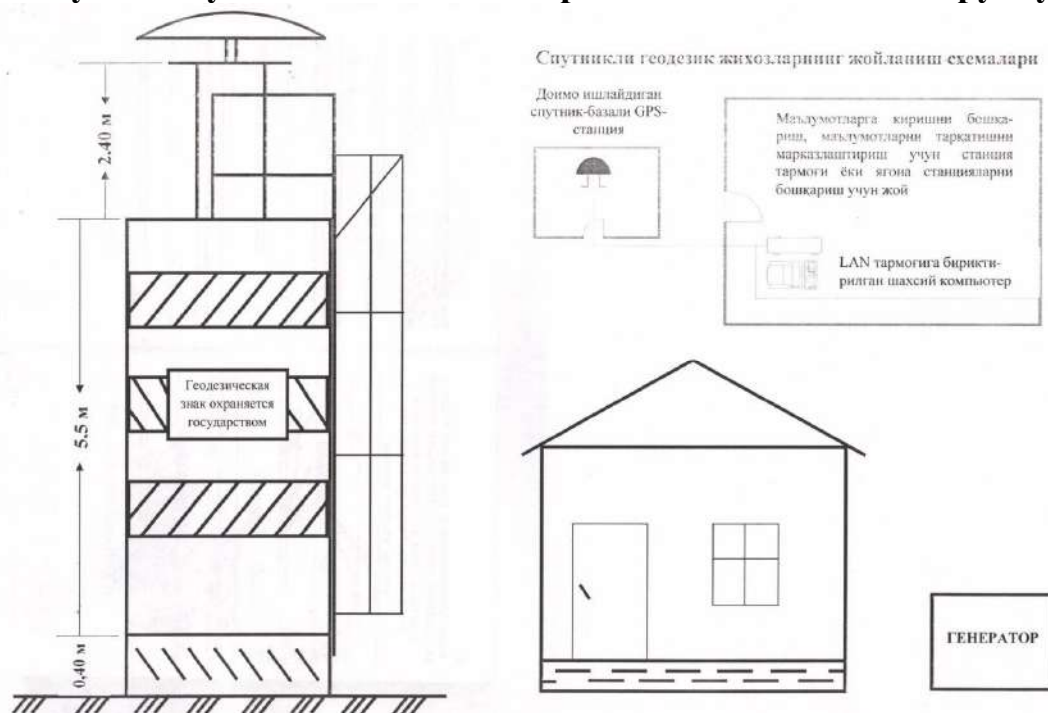 Спутникли геодезик жихозларнинг жойланиш схемалари
Доимо ишлайдиган
спутник-базали GPS-
станция
Маълумотларга киришни бошка-
риш, маълумотларни таркатишни
марказлаштириш учун станция
тармоғи ёки ягона станцияларни
бошқариш учун жой
LAN тармоғига бирикти-
рилган шахсий компьютер
2.40 м
5.5 м
0.40 м
Геодезическая
знак охраняется
государством
ГЕНЕРАТОР